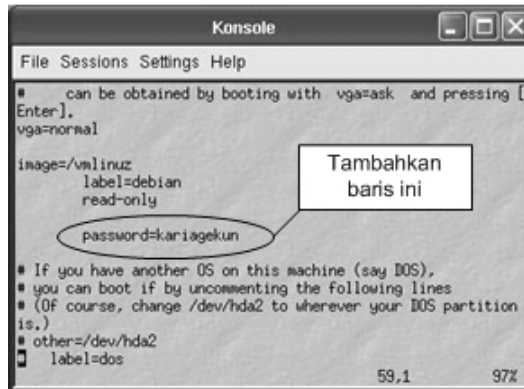 Konsole
File Sessions Settings Help
# can be obtained by booting with vga=ask and pressing [
Enter].
vga=normal
image=/vmlinuz
label=debian
read-only
Tambahkan
baris ini
password=kariagekun
# If you have another OS on this machine (say DOS),
# you can boot if by uncommenting the following lines
# (Of course, change /dev/hda2 to wherever your DOS partition
is.)
# other=/dev/hda2
label=dos
59,1 97%